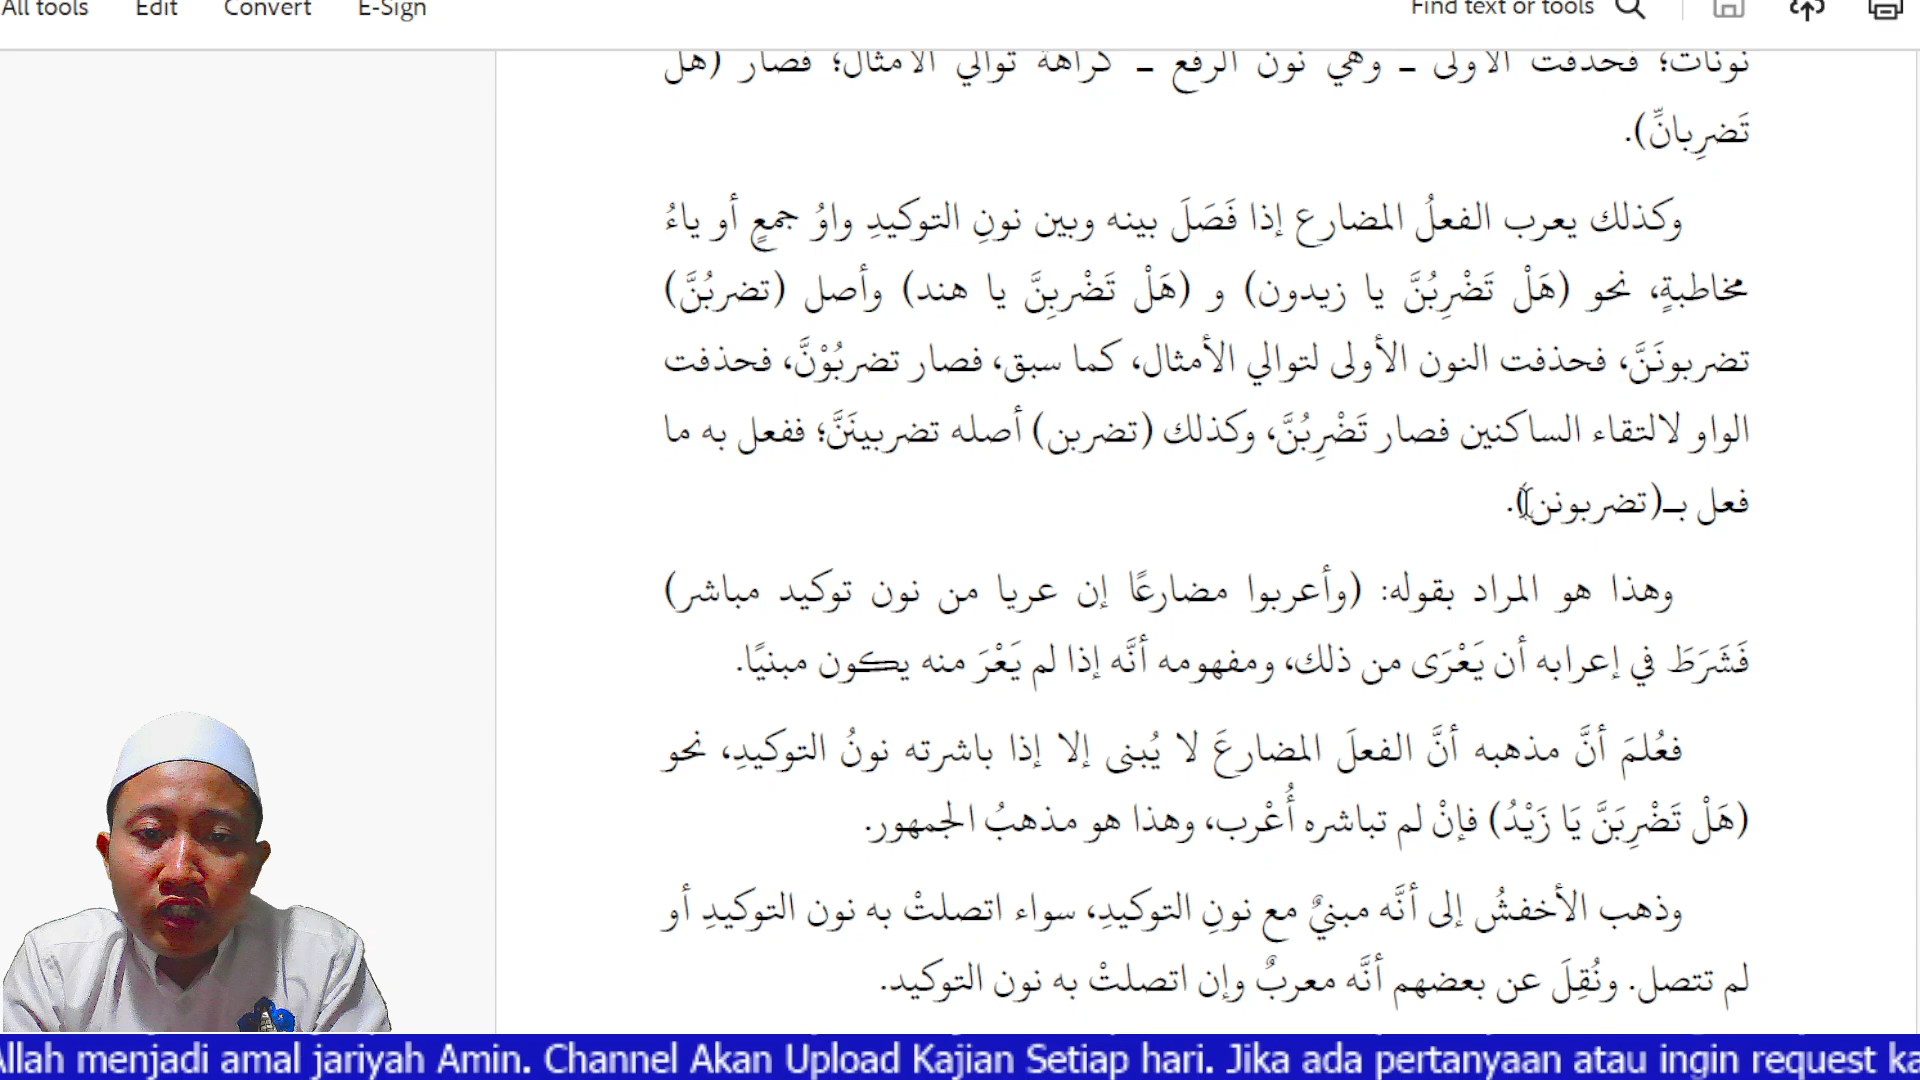 All tools Edit Convert E-Sign Find text or tools
نونات؛ فحذفت الأولى ــ وهي نون الرفع ــ كراهة توالي الأمثال؛ فصار (هل
تَضرِبانِّ).
وكذلك يعرب الفعلُ المضارع إذا فَصَلَ بينه وبين نونِ التوكيدِ واوُ جمعٍ أو ياءُ
مخاطبةٍ، نحو (هَلْ تَضْرِبُنَّ يا زيدون) و (هَلْ تَضْرِبِنَّ يا هند) وأصل (تضربُنَّ)
تضربونَنَّ، فحذفت النون الأولى لتوالي الأمثال، كما سبق، فصار تضربُوْنَّ، فحذفت
الواو لالتقاء الساكنين فصار تَضْرِبُنَّ، وكذلك (تضربن) أصله تضربينَنَّ؛ ففعل به ما
فعل بـ(تضربونن).
وهذا هو المراد بقوله: (وأعربوا مضارعًا إن عريا من نون توكيد مباشر)
فَشَرَطَ في إعرابه أن يَعْرَى من ذلك، ومفهومه أنَّه إذا لم يَعْرَ منه يكون مبنيًا.
فعُلمَ أنَّ مذهبه أنَّ الفعلَ المضارعَ لا يُبنى إلا إذا باشرته نونُ التوكيدِ، نحو
(هَلْ تَضْرِبَنَّ يَا زَيْدُ) فإنْ لم تباشره أُعْرب، وهذا هو مذهبُ الجمهور.
وذهب الأخفشُ إلى أنَّه مبنيٌ مع نونِ التوكيدِ، سواء اتصلتْ به نون التوكيدِ أو
لم تتصل. ونُقِلَ عن بعضهم أنَّه معربٌ وإن اتصلتْ به نون التوكيد.
Allah menjadi amal jariyah Amin. Channel Akan Upload Kajian Setiap hari. Jika ada pertanyaan atau ingin request